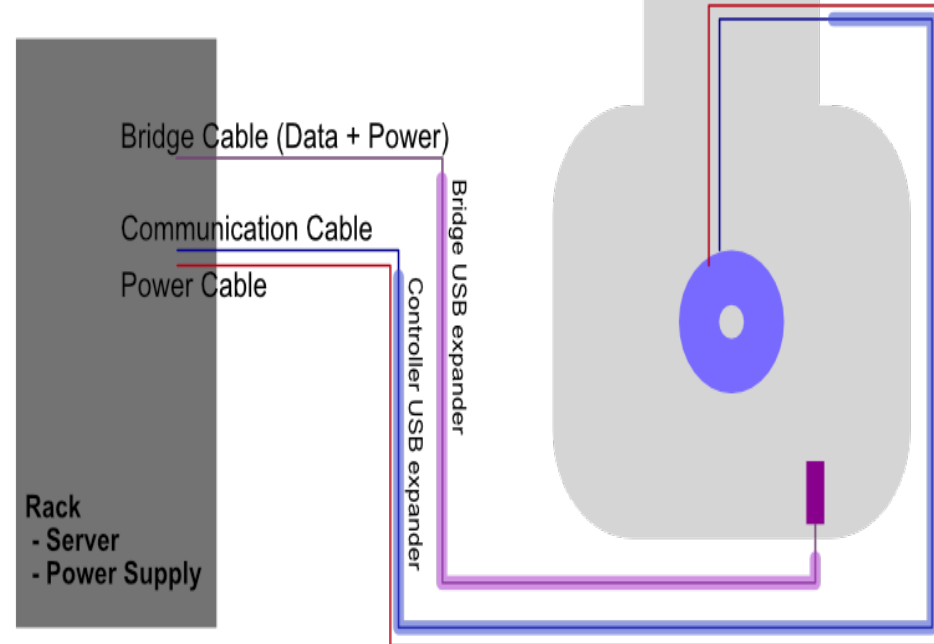 Bridge Cable (Data + Power)
Communication Cable
Power Cable
Bridge USB expander
Controller USB expander
Rack
- Server
- Power Supply